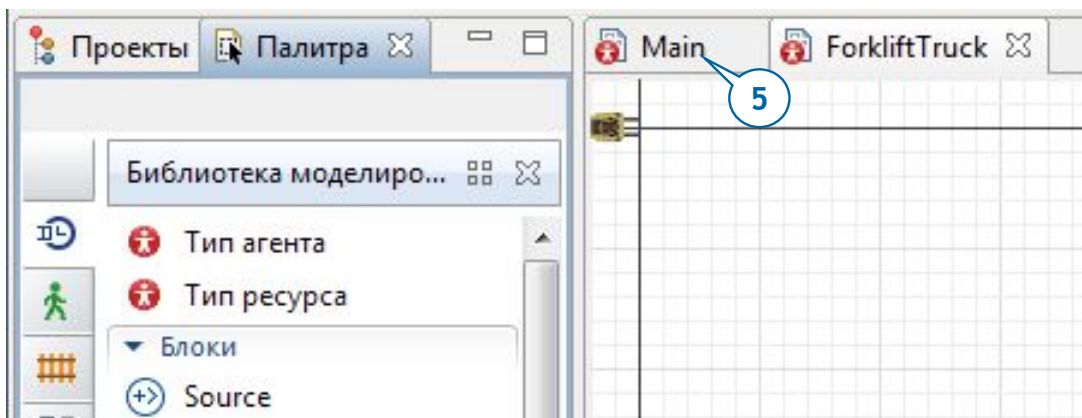 Проекты Палитра Main ForkliftTruck
5
Библиотека моделиро...
Тип агента
Тип ресурса
Блоки
Source